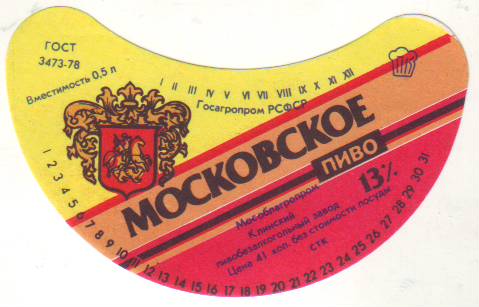 ГОСТ
3473-78
Вместимость 0,5 л
I II III IV V VI VII VIII IX X XI XII
Госагропром РСФСР
МОСКОВСКОЕ
ПИВО
13%
Мособлагропром
Клинский
пивобезалкогольный завод
Цена 41 коп. без стоимости посуды
СТК
1 2 3 4 5 6 7 8 9 10 11 12 13 14 15 16 17 18 19 20 21 22 23 24 25 26 27 28 29 30 31